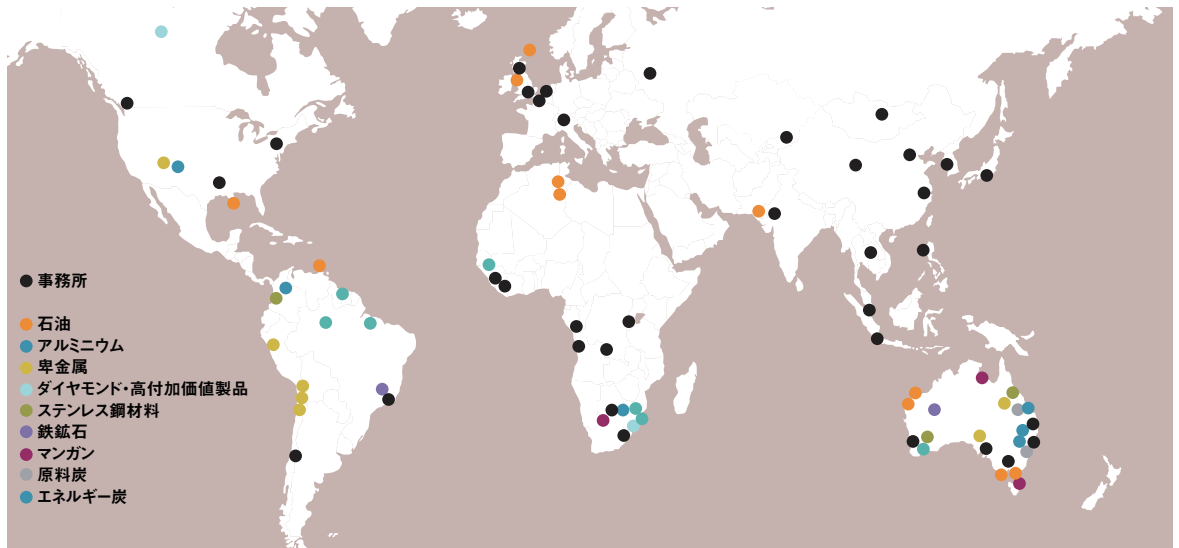 事務所
石油
アルミニウム
卑金属
ダイヤモンド・高付加価値製品
ステンレス鋼材料
鉄鉱石
マンガン
原料炭
エネルギー炭